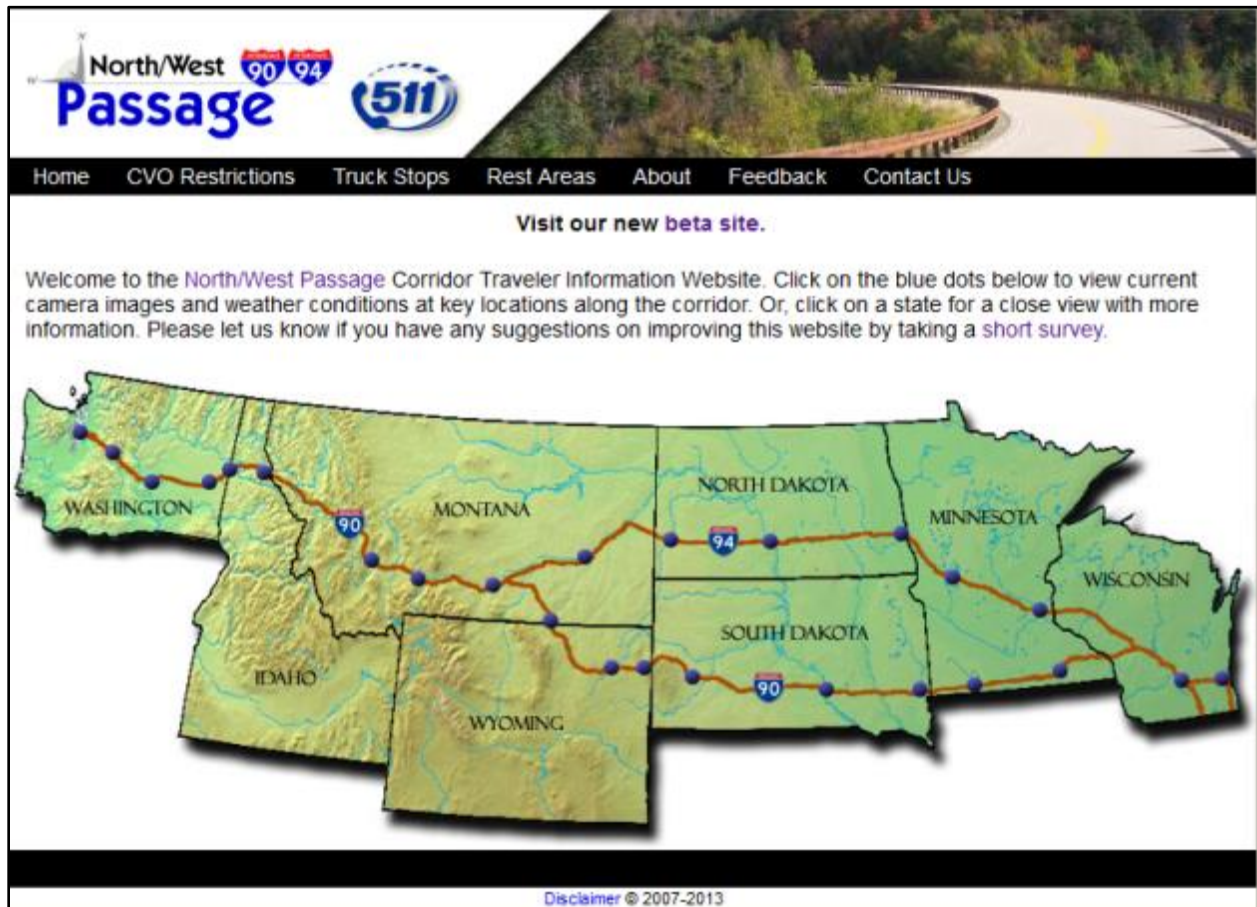 N
W
North/West 90 94
Passage
511
Home CVO Restrictions Truck Stops Rest Areas About Feedback Contact Us
Visit our new beta site.
Welcome to the North/West Passage Corridor Traveler Information Website. Click on the blue dots below to view current
camera images and weather conditions at key locations along the corridor. Or, click on a state for a close view with more
information. Please let us know if you have any suggestions on improving this website by taking a short survey.
WASHINGTON
90
MONTANA
NORTH DAKOTA
94
MINNESOTA
WISCONSIN
IDAHO
WYOMING
SOUTH DAKOTA
90
Disclaimer © 2007-2013